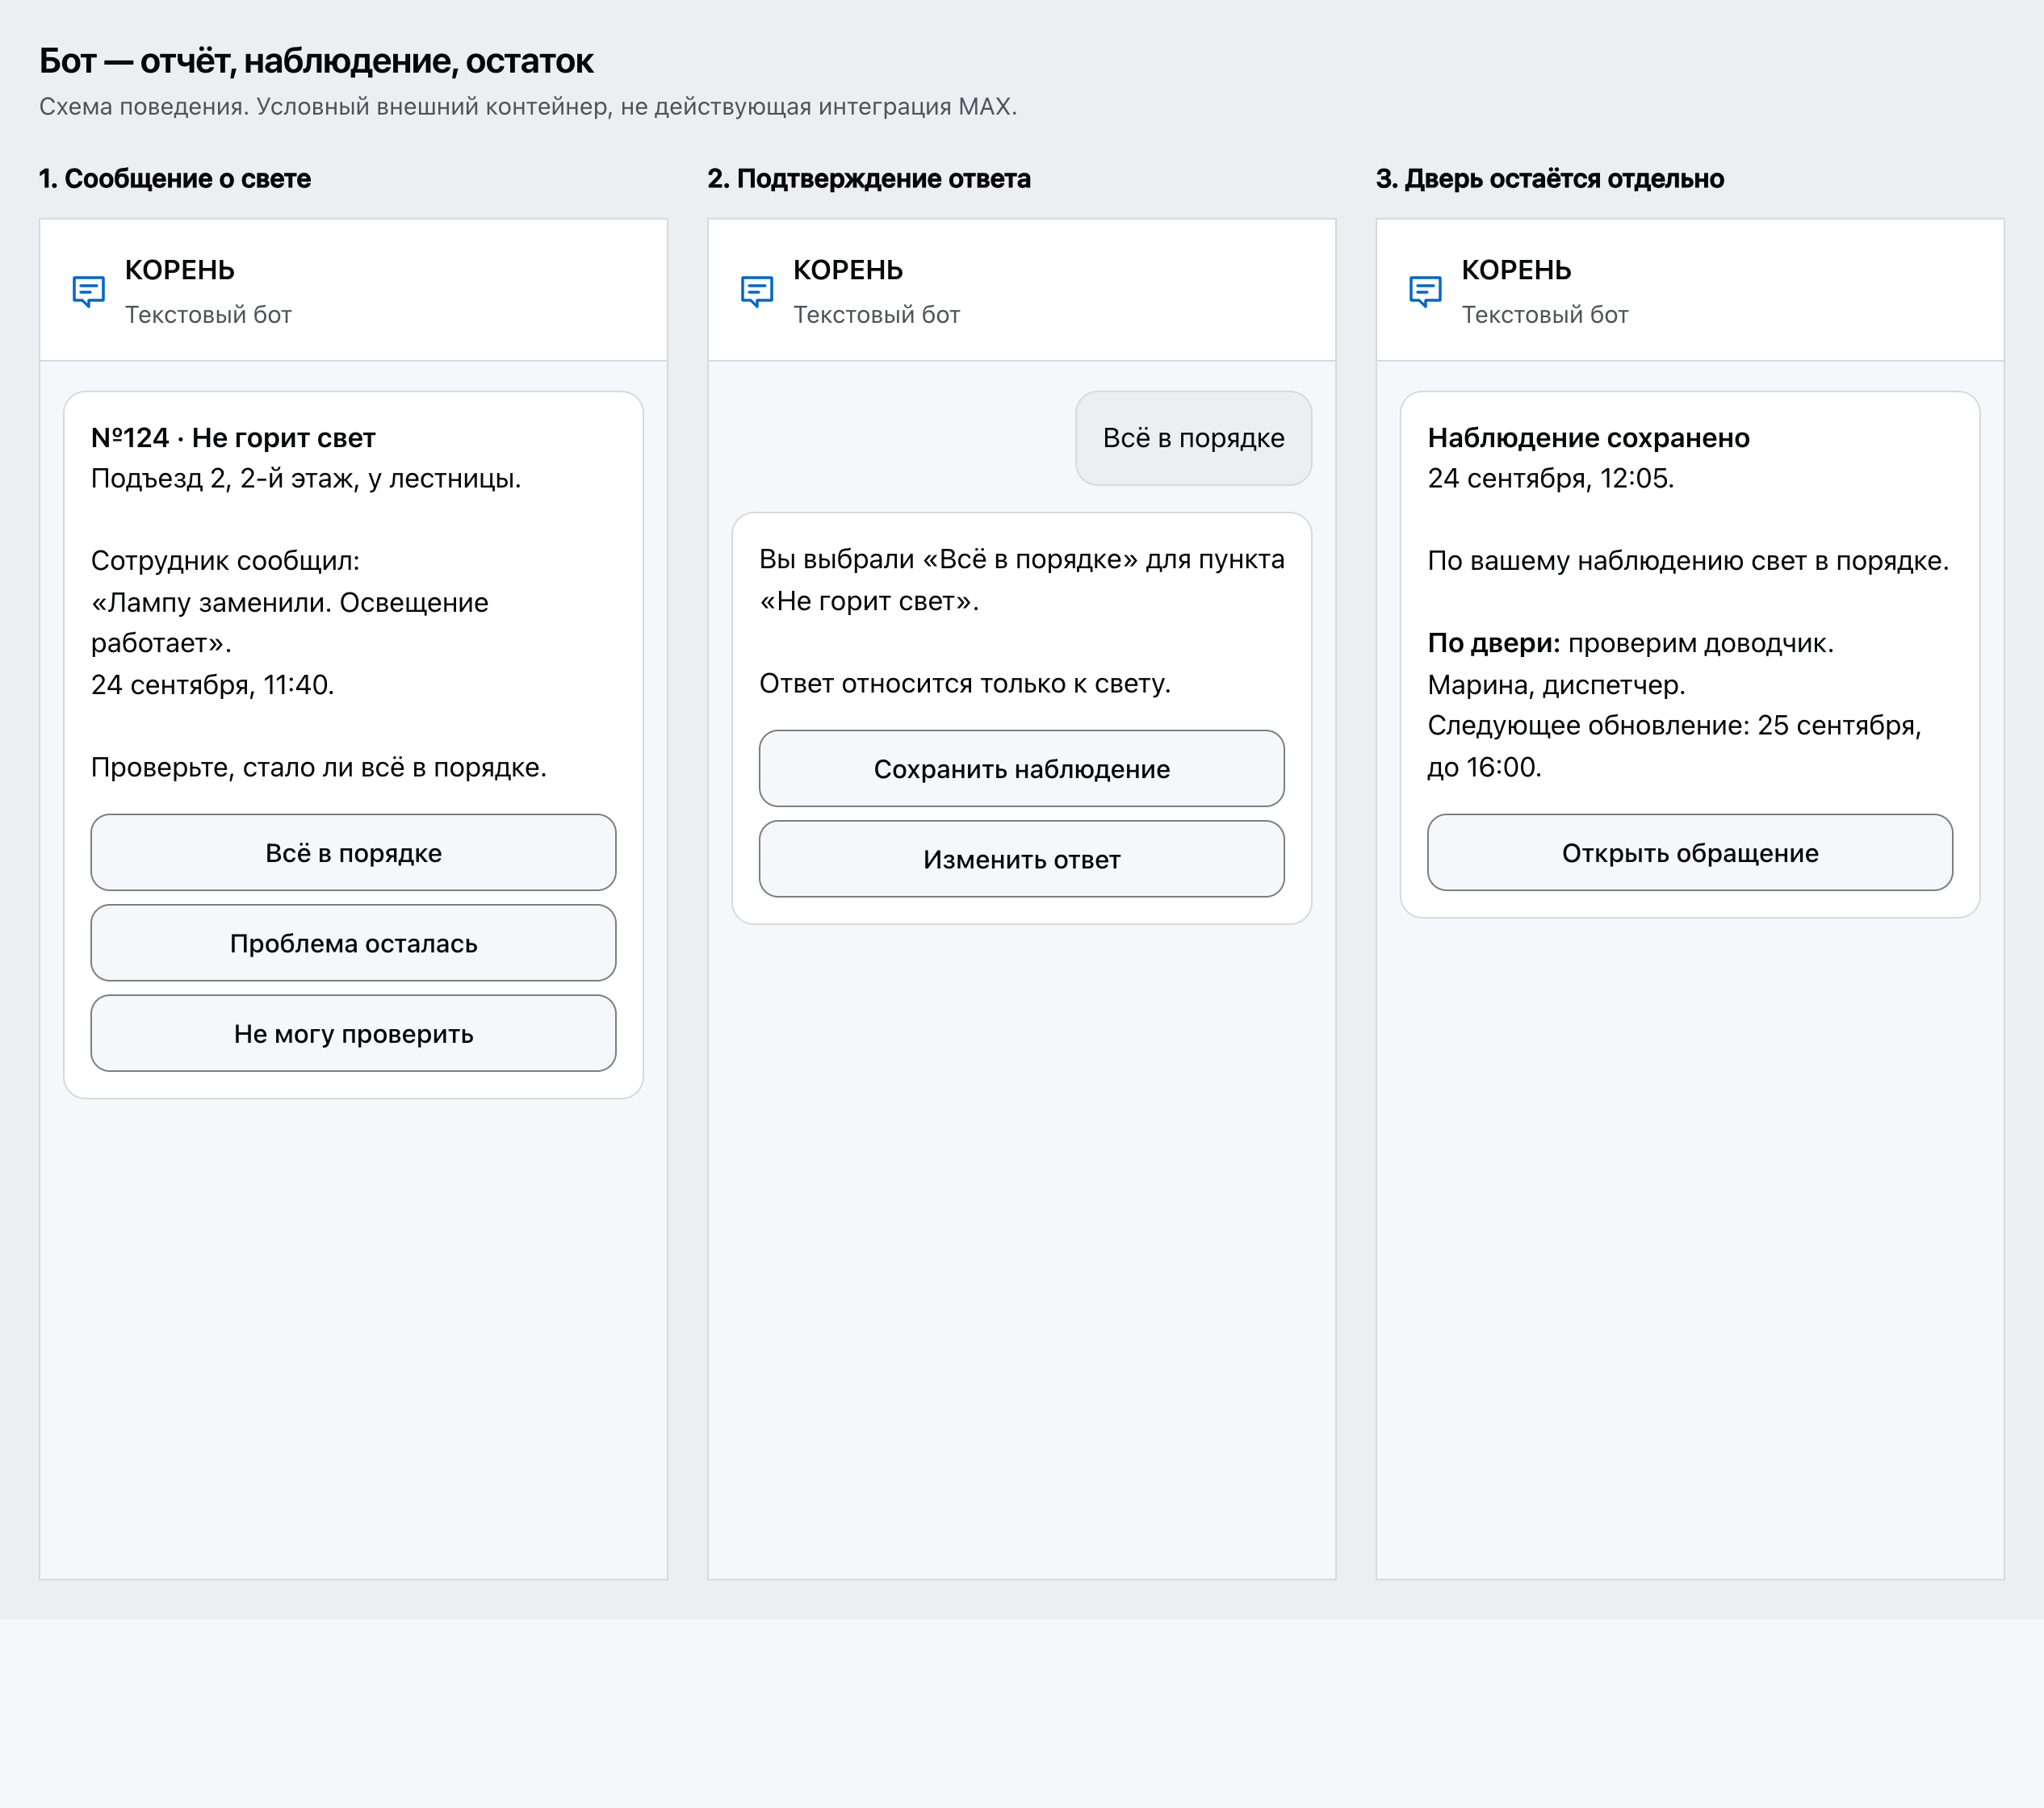 Бот — отчёт, наблюдение, остаток
Схема поведения. Условный внешний контейнер, не действующая интеграция MAX.
1. Сообщение о свете
КОРЕНЬ
Текстовый бот
№124 · Не горит свет
Подъезд 2, 2-й этаж, у лестницы.
Сотрудник сообщил:
«Лампу заменили. Освещение
работает».
24 сентября, 11:40.
Проверьте, стало ли всё в порядке.
Всё в порядке
Проблема осталась
Не могу проверить
2. Подтверждение ответа
КОРЕНЬ
Текстовый бот
Всё в порядке
Вы выбрали «Всё в порядке» для пункта
«Не горит свет».
Ответ относится только к свету.
Сохранить наблюдение
Изменить ответ
3. Дверь остаётся отдельно
КОРЕНЬ
Текстовый бот
Наблюдение сохранено
24 сентября, 12:05.
По вашему наблюдению свет в порядке.
По двери: проверим доводчик.
Марина, диспетчер.
Следующее обновление: 25 сентября,
до 16:00.
Открыть обращение